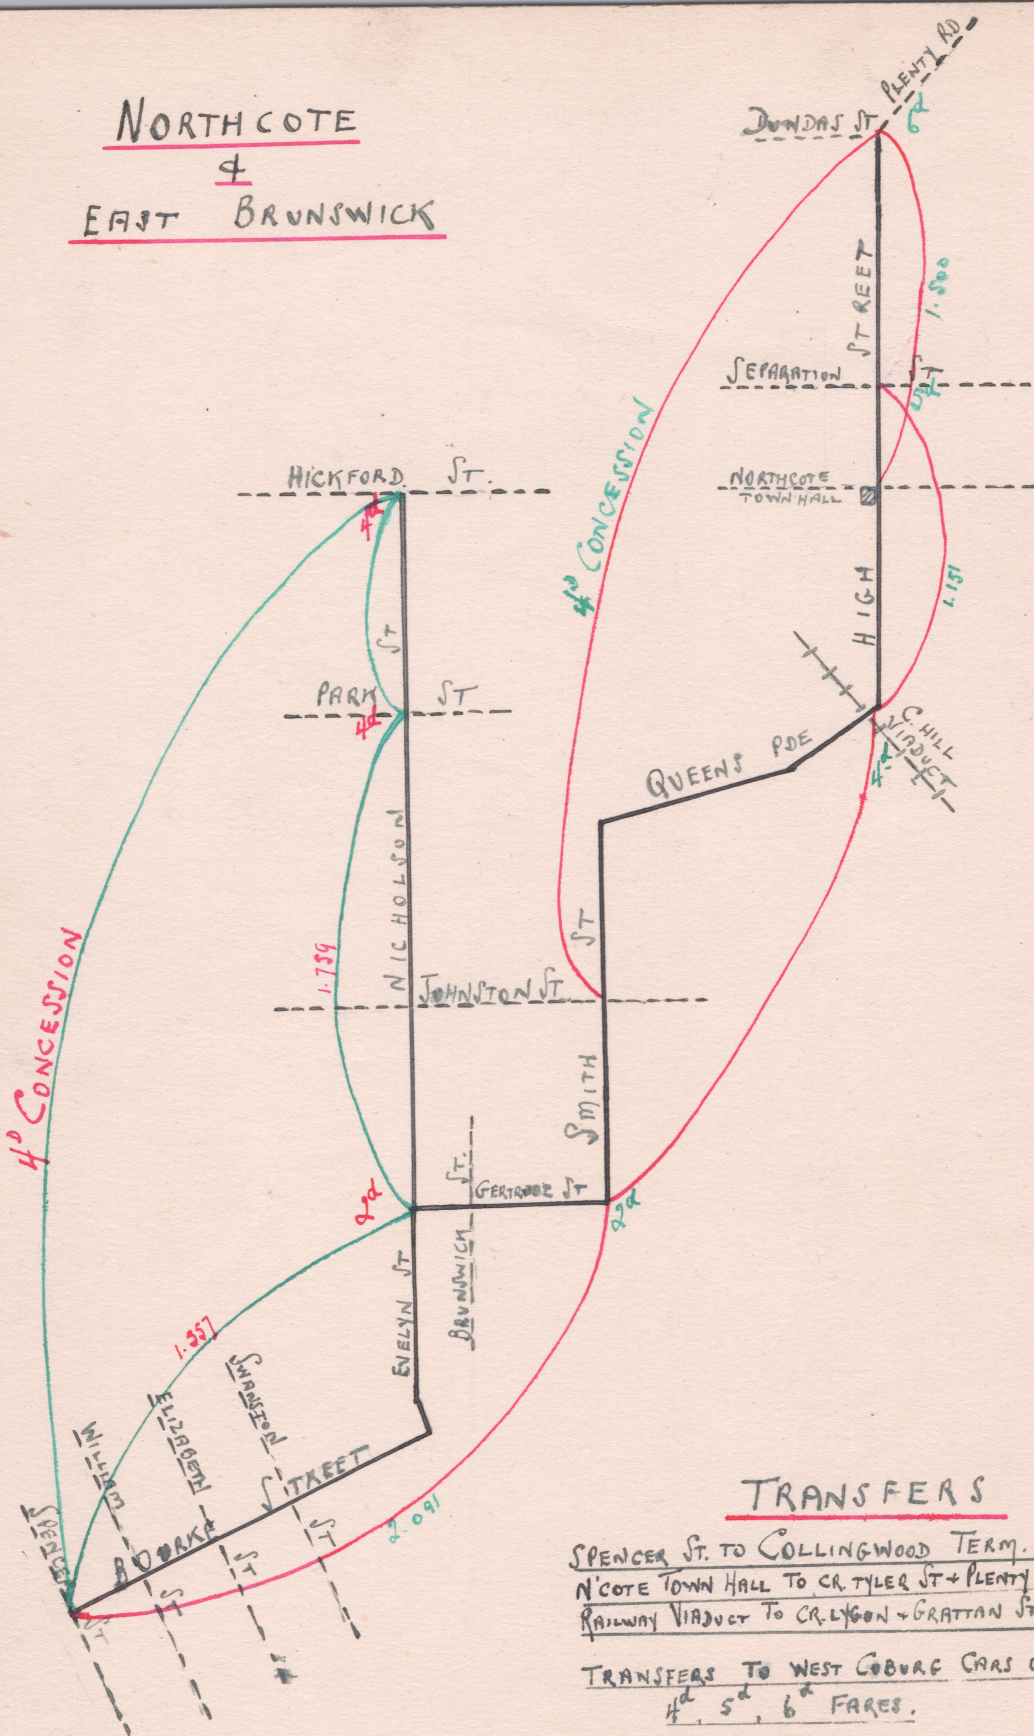 NORTHCOTE
&
EAST BRUNSWICK
PLENTY RD
DUNDAS ST
6d
STREET
1.500
SEPARATION ST
5d
4D CONCESSION
NORTHCOTE
TOWN HALL
HICKFORD ST.
4d
HIGH
1.151
ST
PARK ST
4d
C. HILL
VIADUCT
4d
QUEENS PDE
NICHOLSON
ST
1.759
JOHNSTON ST
4D CONCESSION
SMITH
ST.
GERTRUDE ST
2d
2d
BRUNSWICK
EVELYN ST
1.957
SWANSTON
ELIZABETH
WILLIAM
SPENCER
BOURKE STREET
ST
ST
ST
ST
2.091
TRANSFERS
SPENCER ST. TO COLLINGWOOD TERM.
N'COTE TOWN HALL TO CR. TYLER ST + PLENTY
RAILWAY VIADUCT TO CR. LYGON + GRATTAN ST
TRANSFERS TO WEST COBURG CARS
4d, 5d, 6d FARES.